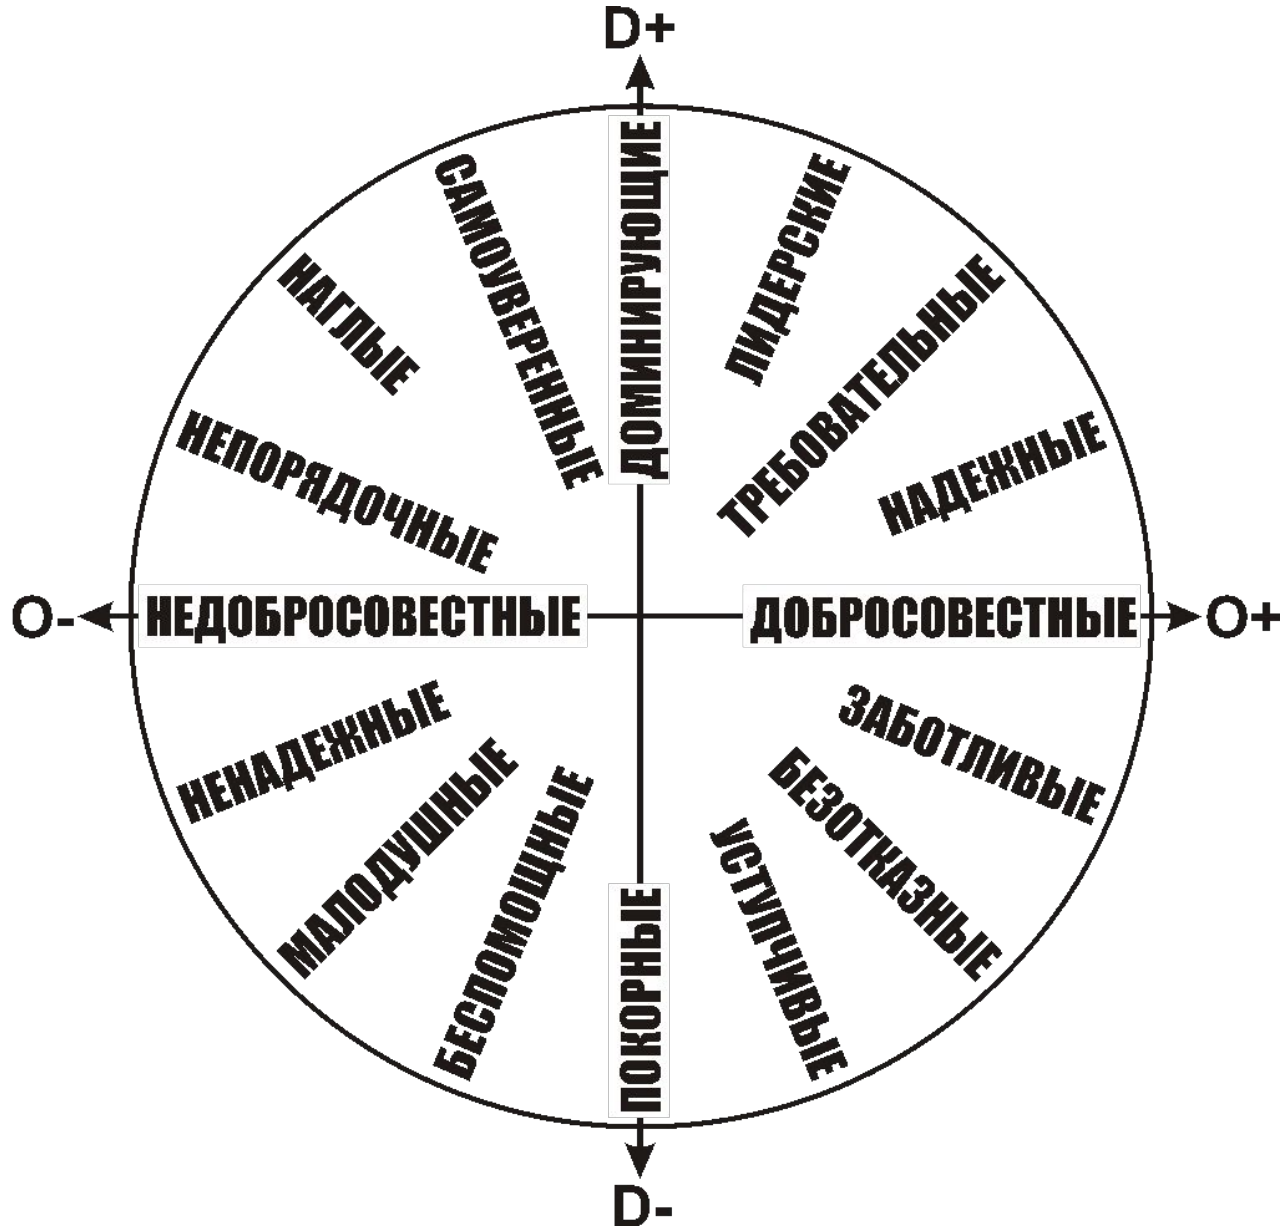 D+
ДОМИНИРУЮЩИЕ
ЛИДЕРСКИЕ
ТРЕБОВАТЕЛЬНЫЕ
НАДЕЖНЫЕ
ДОБРОСОВЕСТНЫЕ
O+
ЗАБОТЛИВЫЕ
БЕЗОТКАЗНЫЕ
УСТУПЧИВЫЕ
ПОКОРНЫЕ
D-
БЕСПОМОЩНЫЕ
МАЛОДУШНЫЕ
НЕНАДЕЖНЫЕ
НЕДОБРОСОВЕСТНЫЕ
O-
НЕПОРЯДОЧНЫЕ
НАГЛЫЕ
САМОУВЕРЕННЫЕ